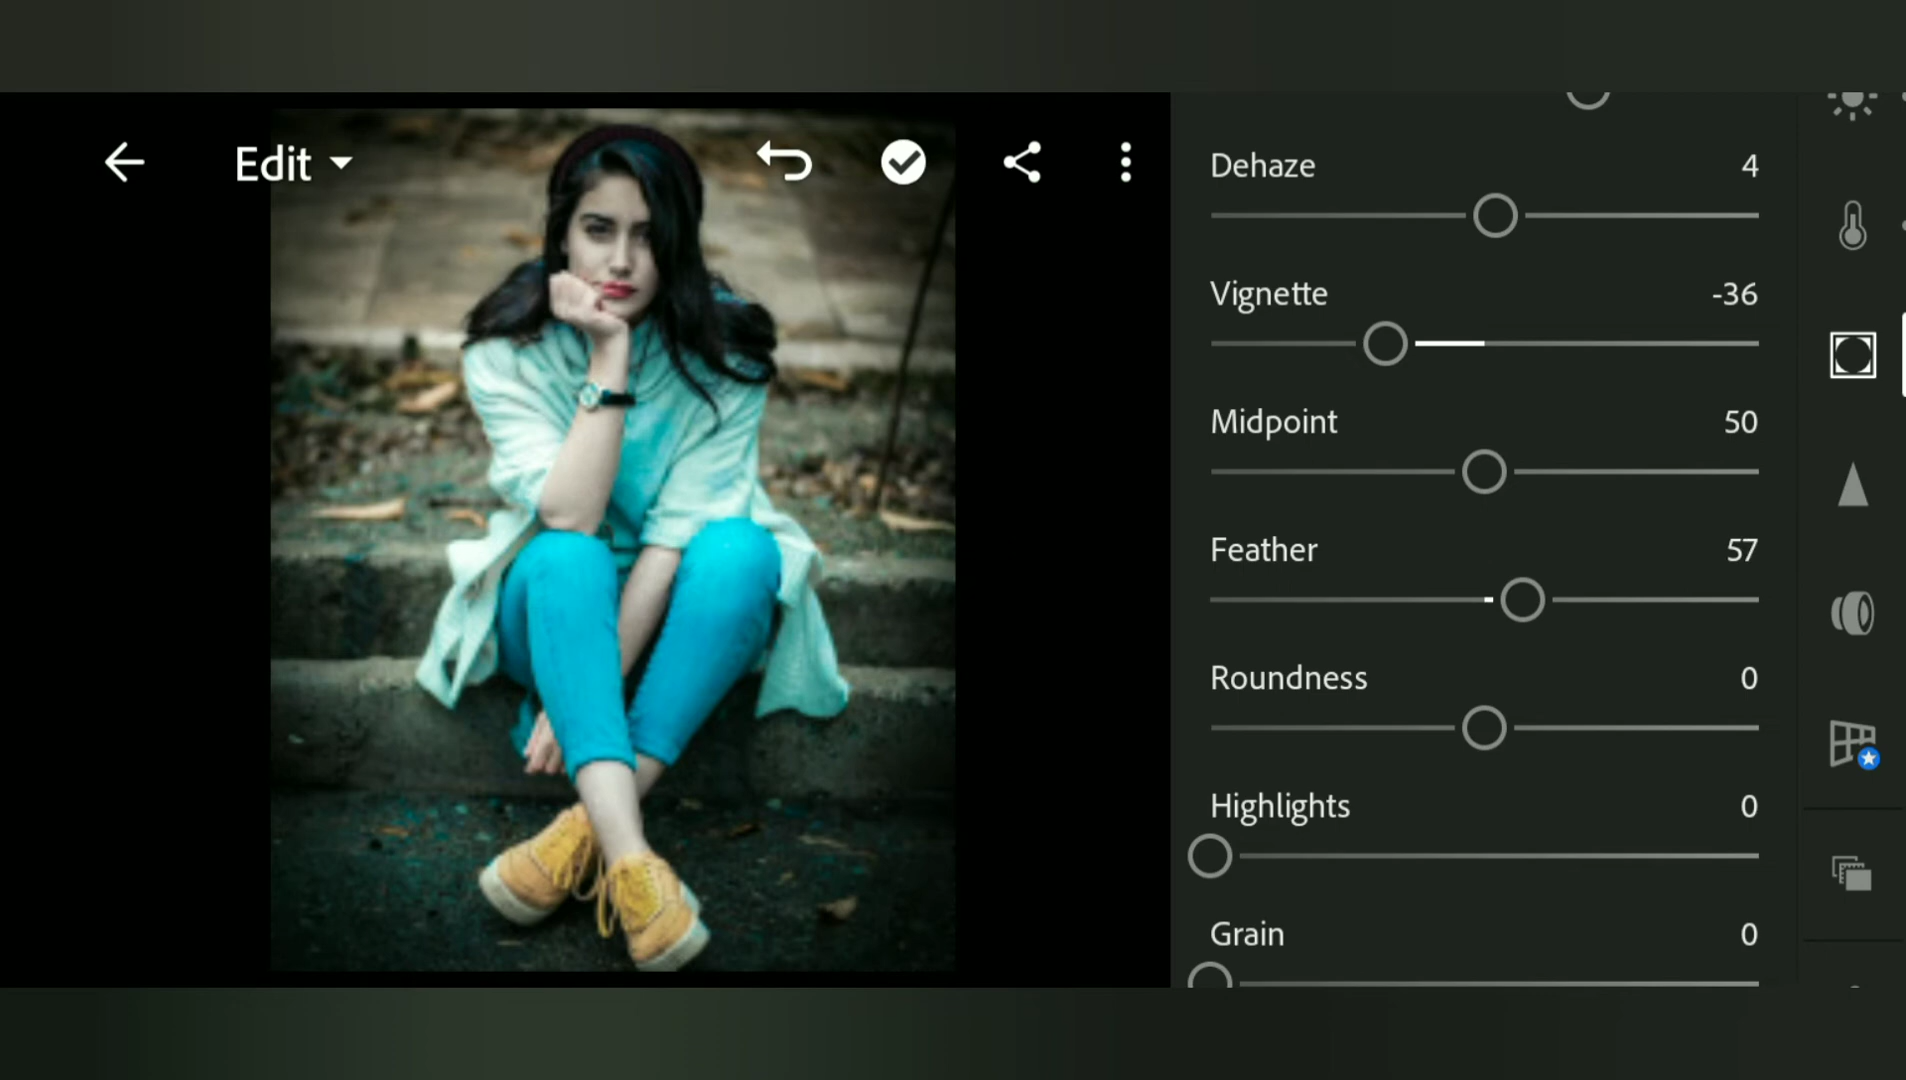 Edit
Dehaze 4
Vignette -36
Midpoint 50
Feather 57
Roundness 0
Highlights 0
Grain 0